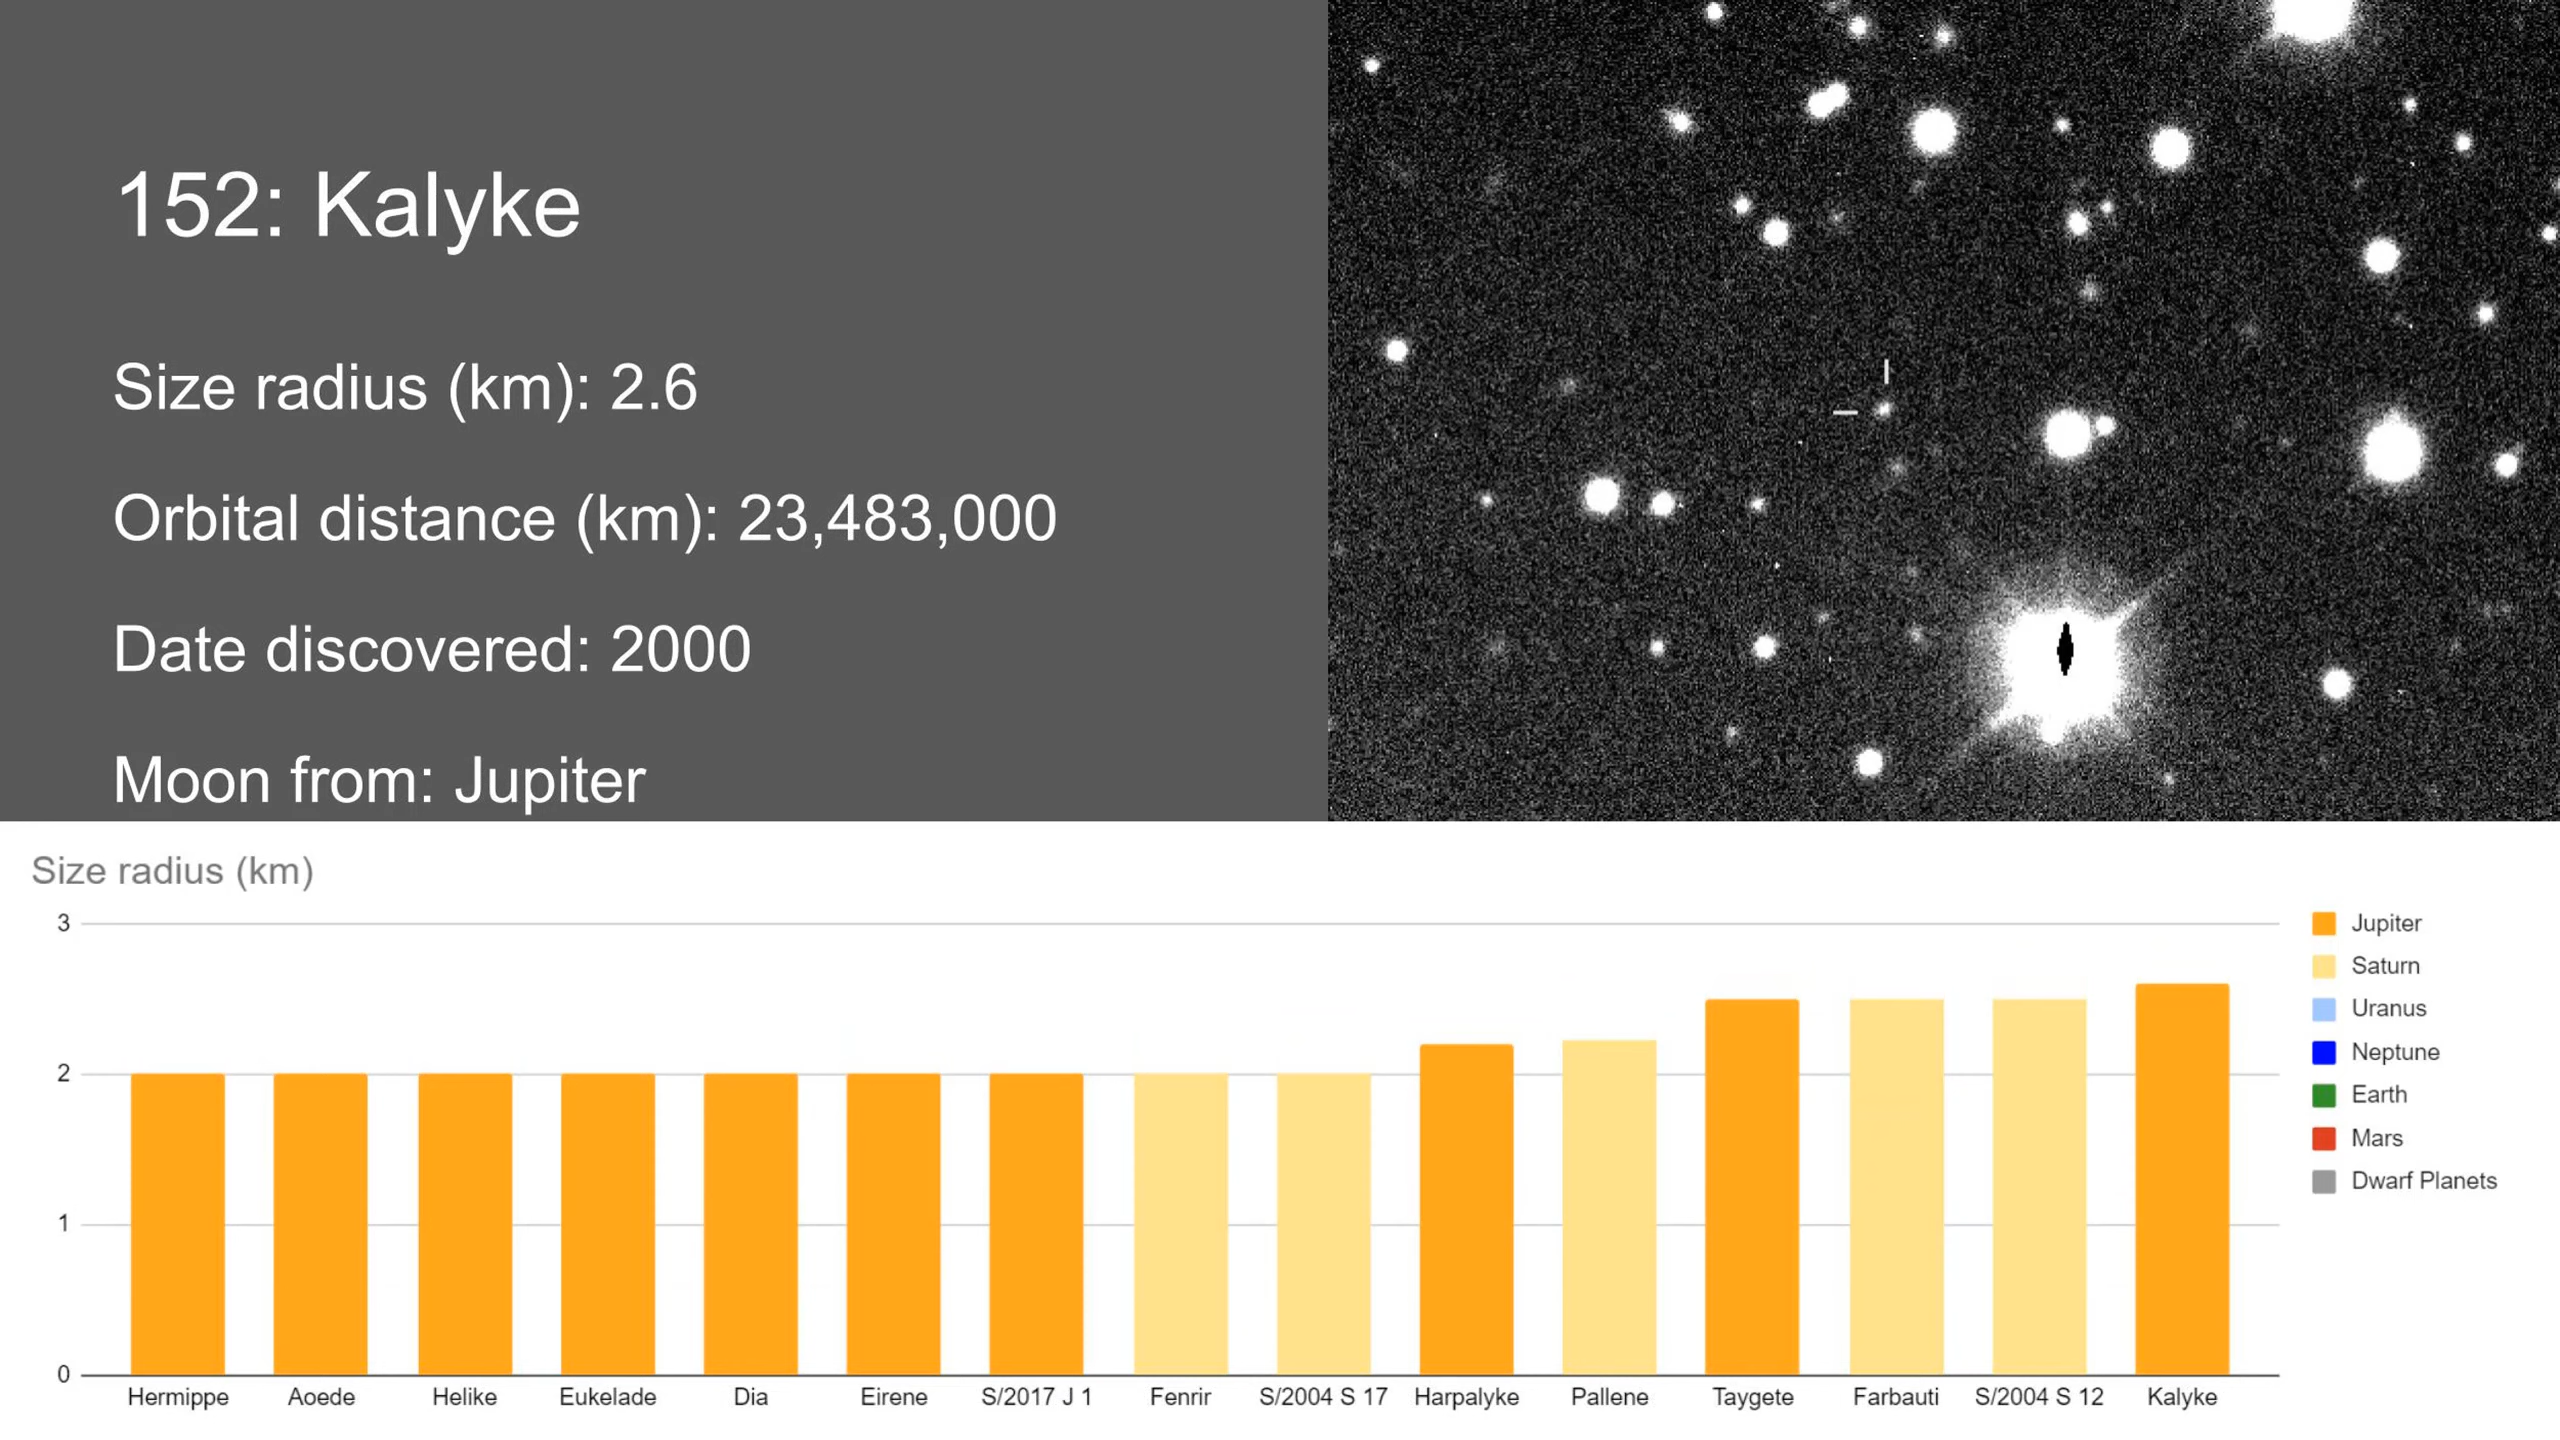 152: Kalyke
Size radius (km): 2.6
Orbital distance (km): 23,483,000
Date discovered: 2000
Moon from: Jupiter
Size radius (km)
3
2
1
0
Hermippe Aoede Helike Eukelade Dia Eirene S/2017 J 1 Fenrir S/2004 S 17 Harpalyke Pallene Taygete Farbauti S/2004 S 12 Kalyke
Jupiter
Saturn
Uranus
Neptune
Earth
Mars
Dwarf Planets